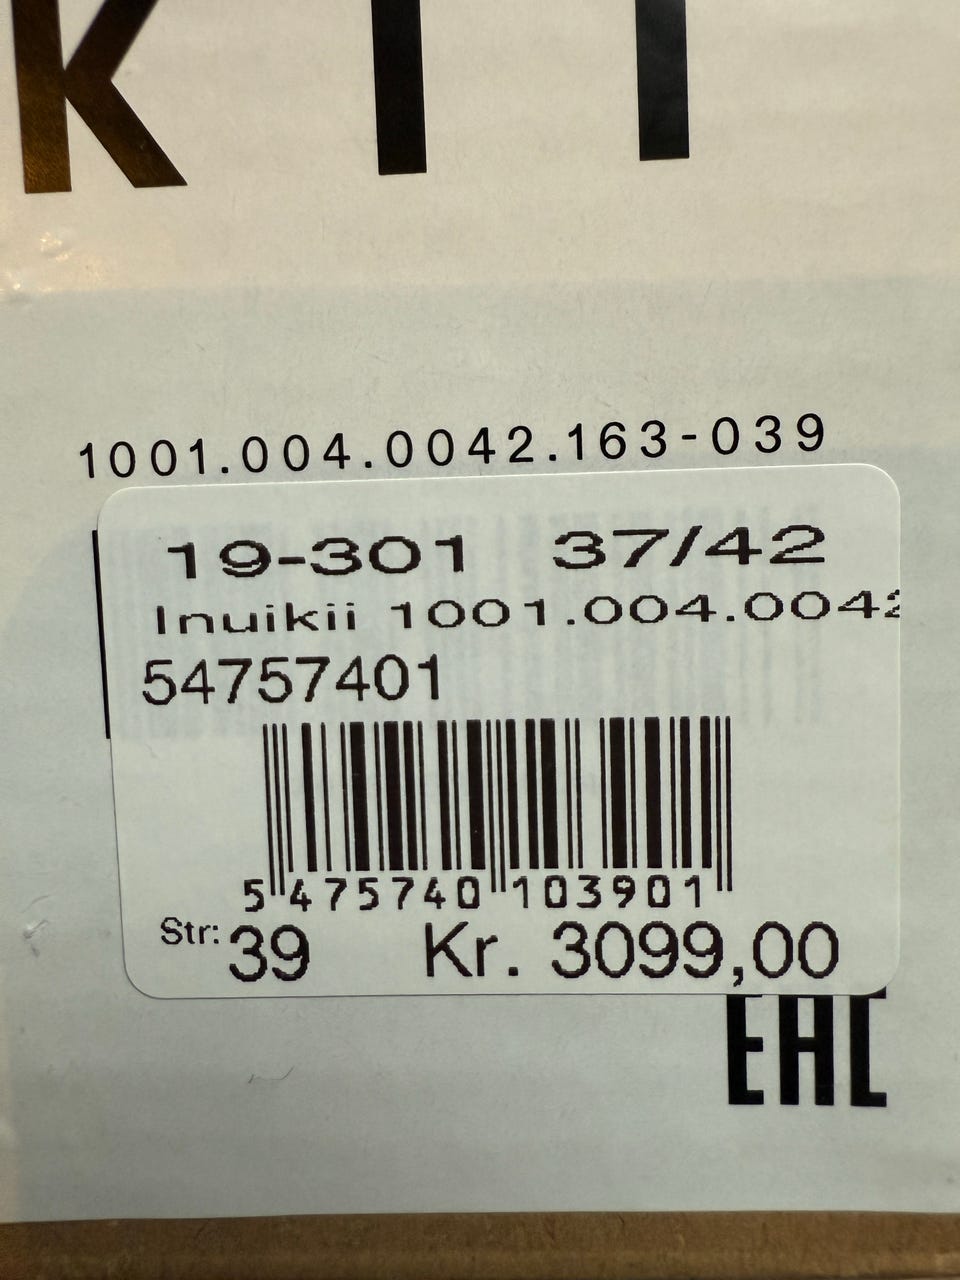 KII
1001.004.0042.163-039
19-301 37/42
Inuikii 1001.004.0042
54757401
5 475740 103901
Str: 39 Kr. 3099,00
EAC